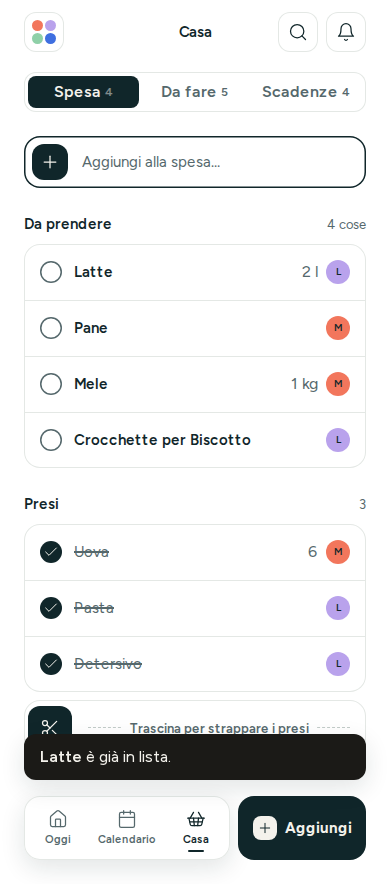 Casa
Spesa 4 Da fare 5 Scadenze 4
Aggiungi alla spesa...
Da prendere 4 cose
Latte 2 l L
Pane M
Mele 1 kg M
Crocchette per Biscotto L
Presi 3
Uova 6 M
Pasta L
Detersivo L
Trascina per strappare i presi
Latte è già in lista.
Oggi Calendario Casa Aggiungi